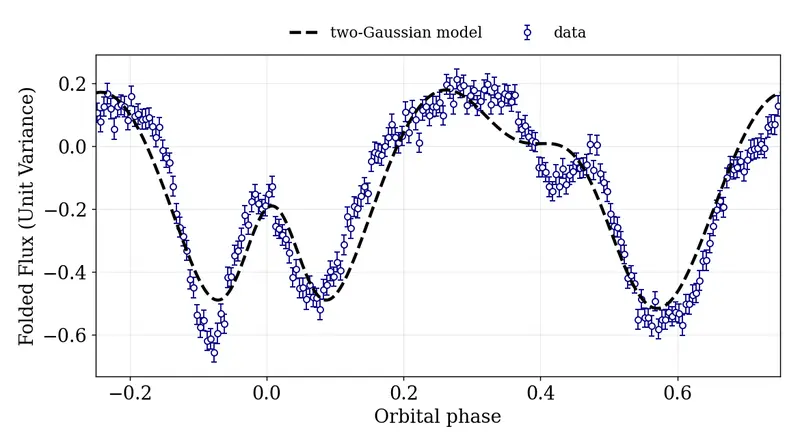 two-Gaussian model
data
Folded Flux (Unit Variance)
0.2
0.0
−0.2
−0.4
−0.6
−0.2
0.0
0.2
0.4
0.6
Orbital phase